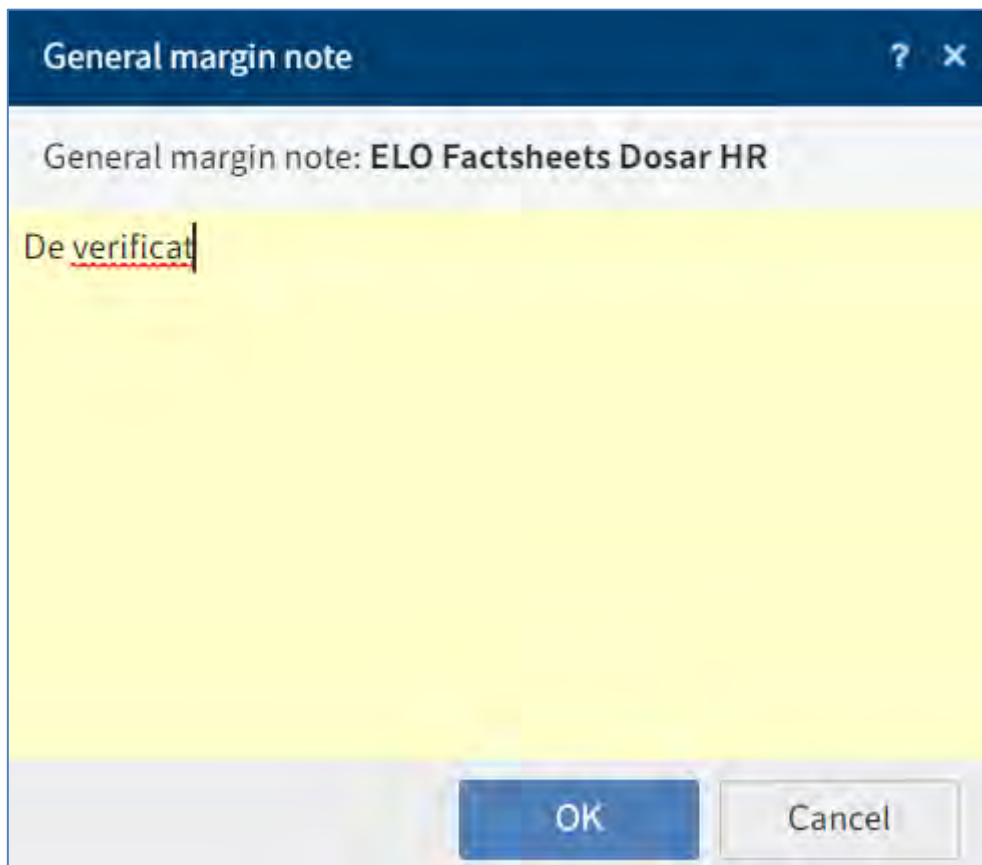 General margin note ? ×
General margin note: ELO Factsheets Dosar HR
De verificat
OK Cancel